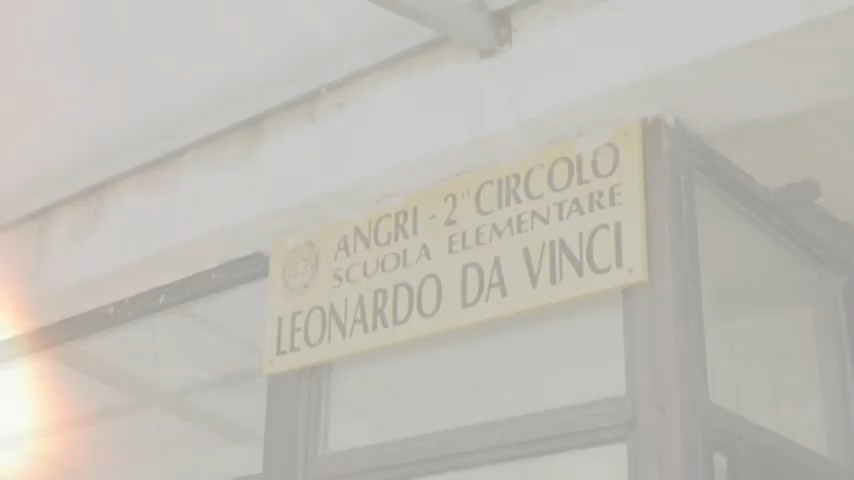 ANGRI - 2° CIRCOLO
SCUOLA ELEMENTARE
LEONARDO DA VINCI